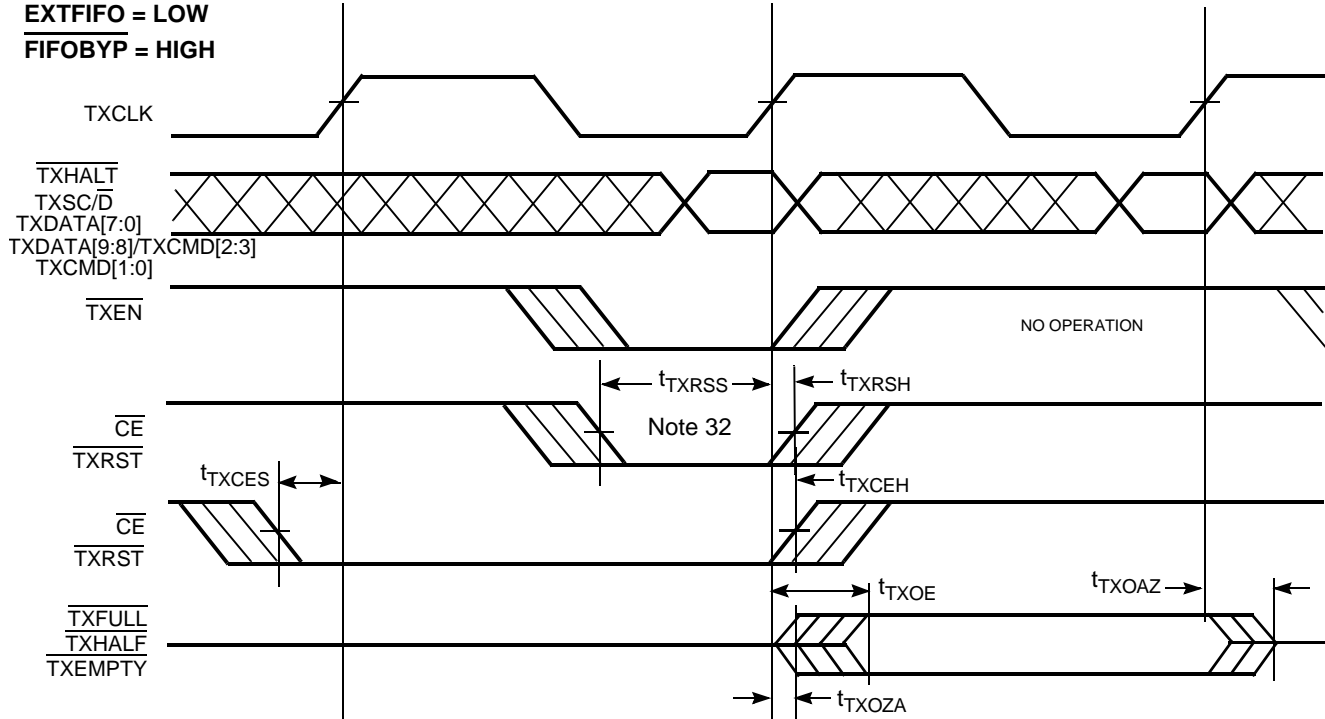 EXTFIFO = LOW
FIFOBYP = HIGH
TXCLK
TXHALT
TXSC/D
TXDATA[7:0]
TXDATA[9:8]/TXCMD[2:3]
TXCMD[1:0]
TXEN
NO OPERATION
tTXRSS
tTXRSH
CE
Note 32
TXRST
tTXCES
tTXCEH
CE
TXRST
tTXOE
tTXOAZ
TXFULL
TXHALF
TXEMPTY
tTXOZA